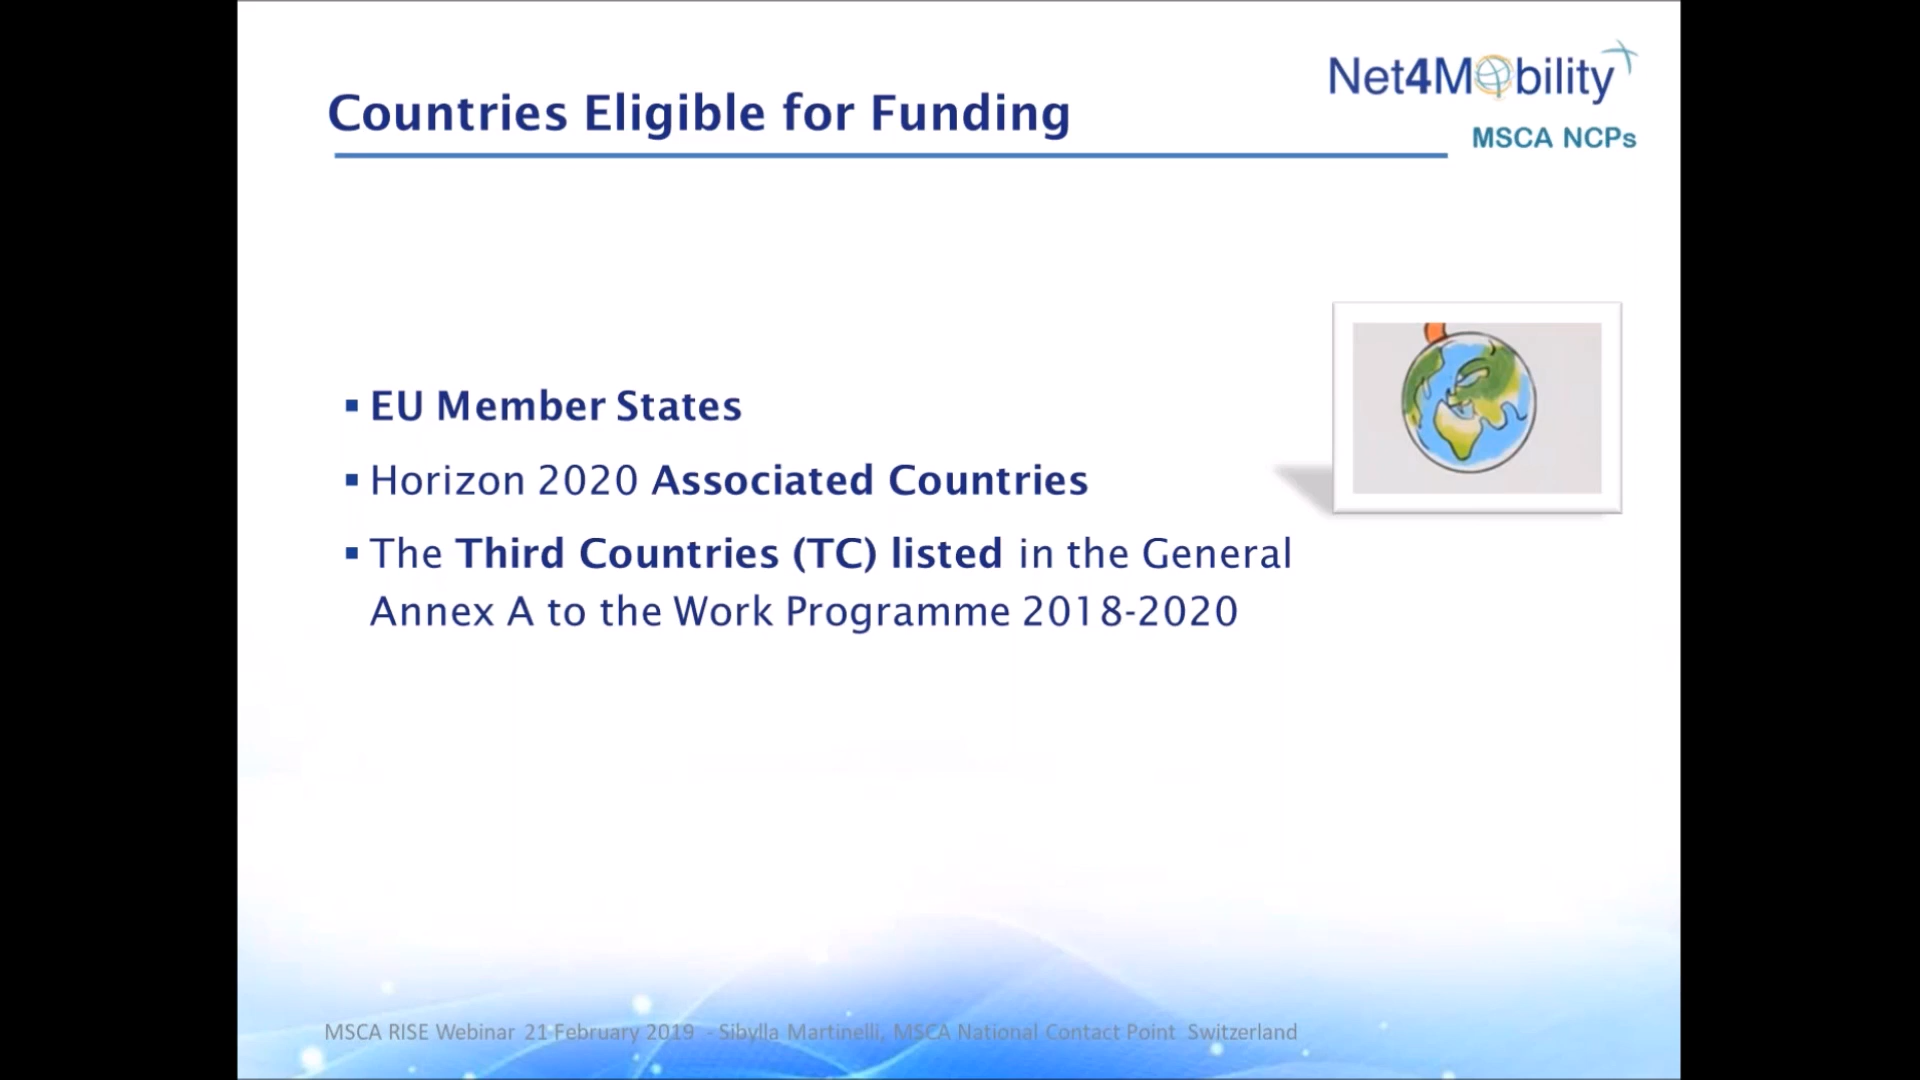 Net4Mobility
MSCA NCPs
Countries Eligible for Funding
▪ EU Member States
▪ Horizon 2020 Associated Countries
▪ The Third Countries (TC) listed in the General
Annex A to the Work Programme 2018-2020
MSCA RISE Webinar 21 February 2019 - Sibylla Martinelli, MSCA National Contact Point Switzerland